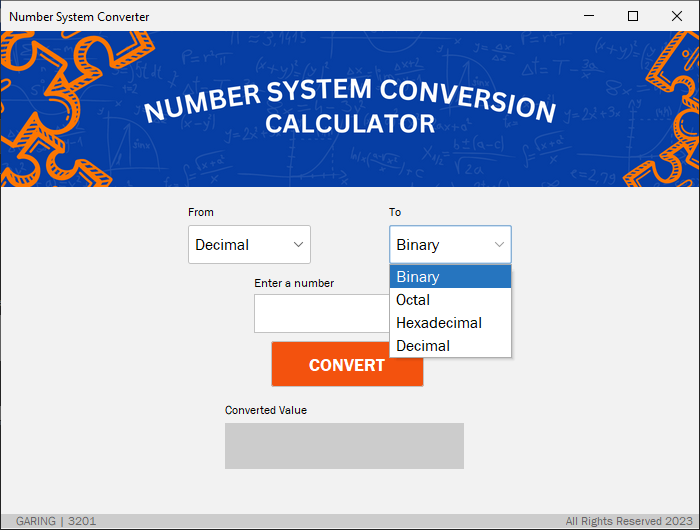 Number System Converter
NUMBER SYSTEM CONVERSION
CALCULATOR
From
To
Decimal
Binary
Binary
Octal
Hexadecimal
Decimal
Enter a number
CONVERT
Converted Value
GARING | 3201
All Rights Reserved 2023